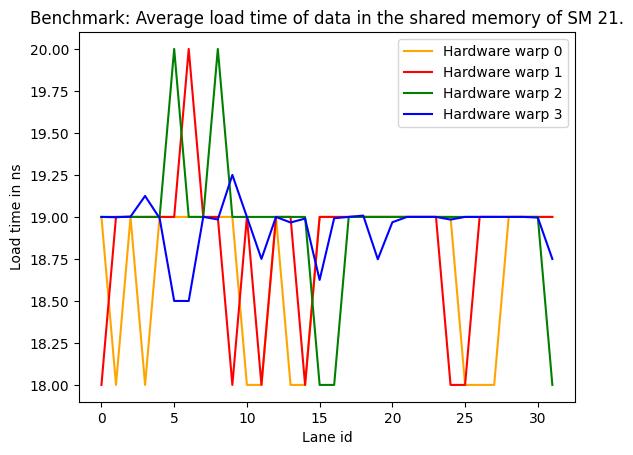 Benchmark: Average load time of data in the shared memory of SM 21.
Hardware warp 0
Hardware warp 1
Hardware warp 2
Hardware warp 3
Load time in ns
20.00
19.75
19.50
19.25
19.00
18.75
18.50
18.25
18.00
0 5 10 15 20 25 30
Lane id